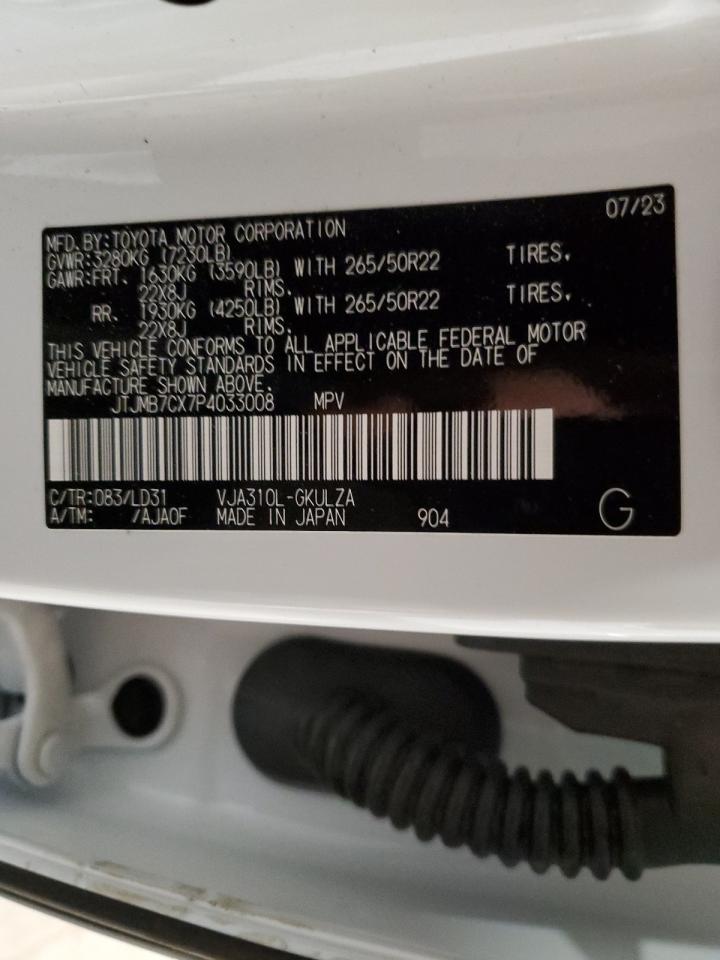 07/23
MFD.BY:TOYOTA MOTOR CORPORATION
GVWR:3280KG (7230LB)
GAWR:FRT. 1630KG (3590LB) WITH 265/50R22 TIRES.
22X8J RIMS.
RR. 1930KG (4250LB) WITH 265/50R22 TIRES.
22X8J RIMS.
THIS VEHICLE CONFORMS TO ALL APPLICABLE FEDERAL MOTOR
VEHICLE SAFETY STANDARDS IN EFFECT ON THE DATE OF
MANUFACTURE SHOWN ABOVE.
JTJMB7CX7P4033008 MPV
C/TR:083/LD31 VJA310L-GKULZA
A/TM: /AJA0F MADE IN JAPAN 904 G